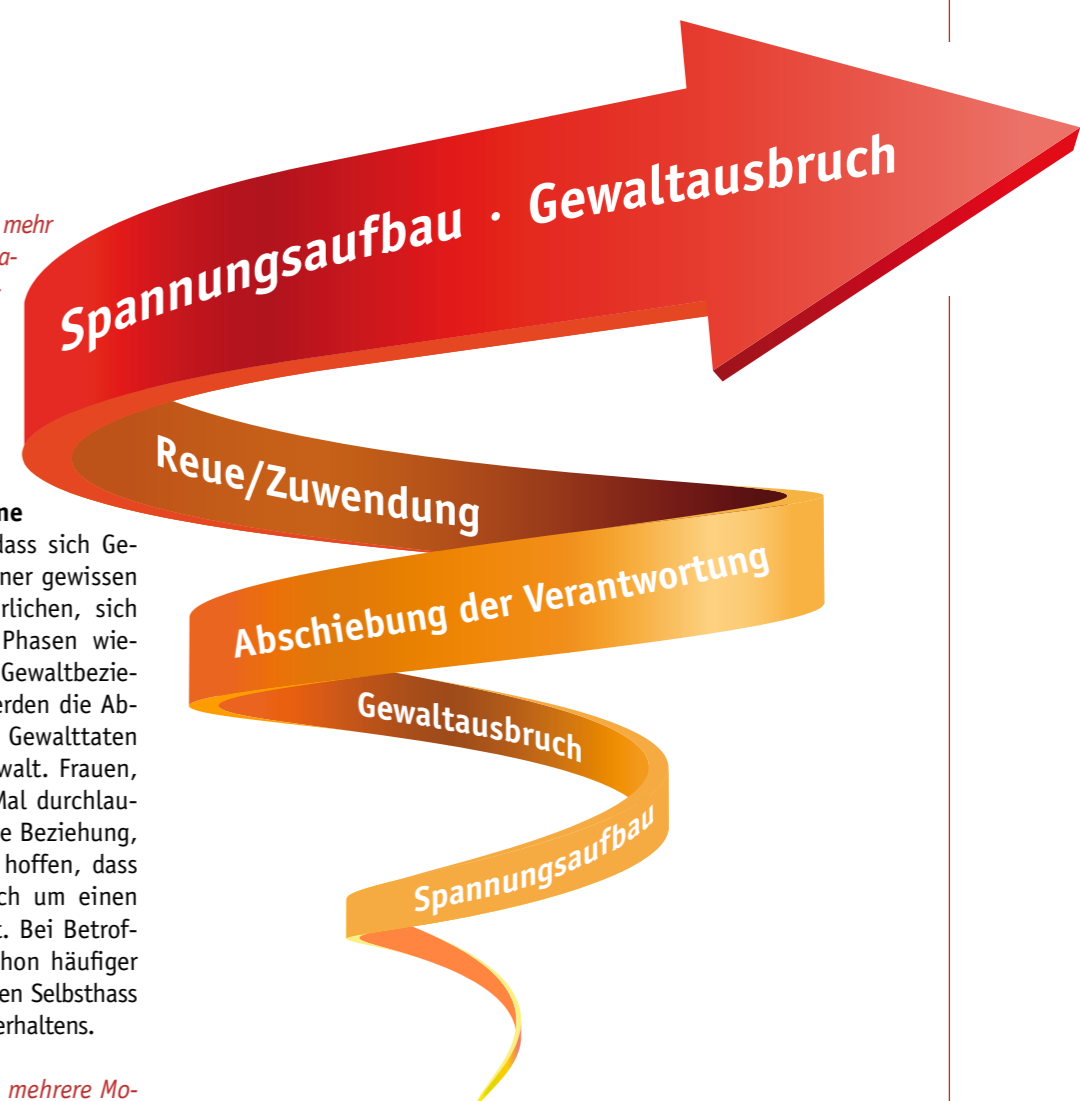 mehr
a-
ne
dass sich Ge-
ner gewissen
rlichen, sich
Phasen wie-
Gewaltbezie-
erden die Ab-
Gewalttaten
walt. Frauen,
Mal durchlau-
e Beziehung,
hoffen, dass
ch um einen
t. Bei Betrof-
hon häufiger
en Selbsthass
erhaltens.
mehrere Mo-
Spannungsaufbau · Gewaltausbruch
Reue/Zuwendung
Abschiebung der Verantwortung
Gewaltausbruch
Spannungsaufbau